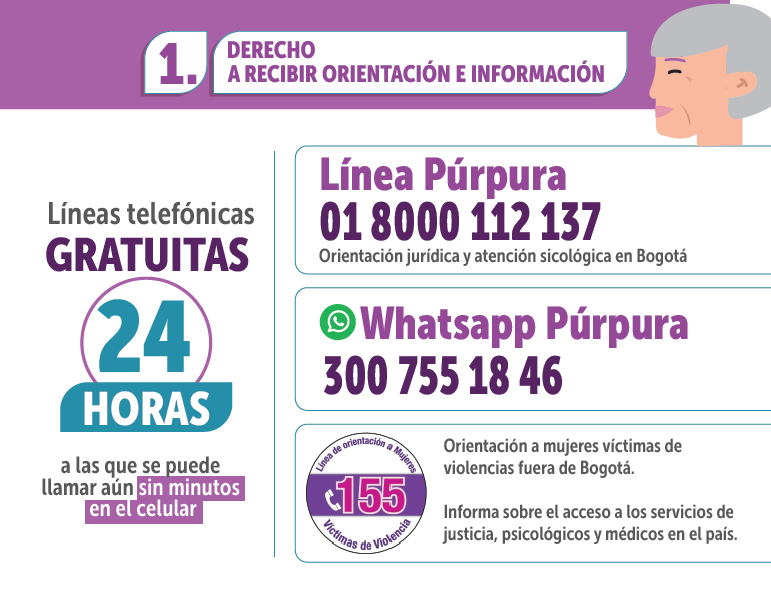 1.
DERECHO
A RECIBIR ORIENTACIÓN E INFORMACIÓN
Líneas telefónicas
GRATUITAS
24
HORAS
a las que se puede
llamar aún sin minutos
en el celular
Línea Púrpura
01 8000 112 137
Orientación jurídica y atención sicológica en Bogotá
Whatsapp Púrpura
300 755 18 46
Línea de orientación a Mujeres
155
Víctimas de Violencia
Orientación a mujeres víctimas de
violencias fuera de Bogotá.
Informa sobre el acceso a los servicios de
justicia, psicológicos y médicos en el país.